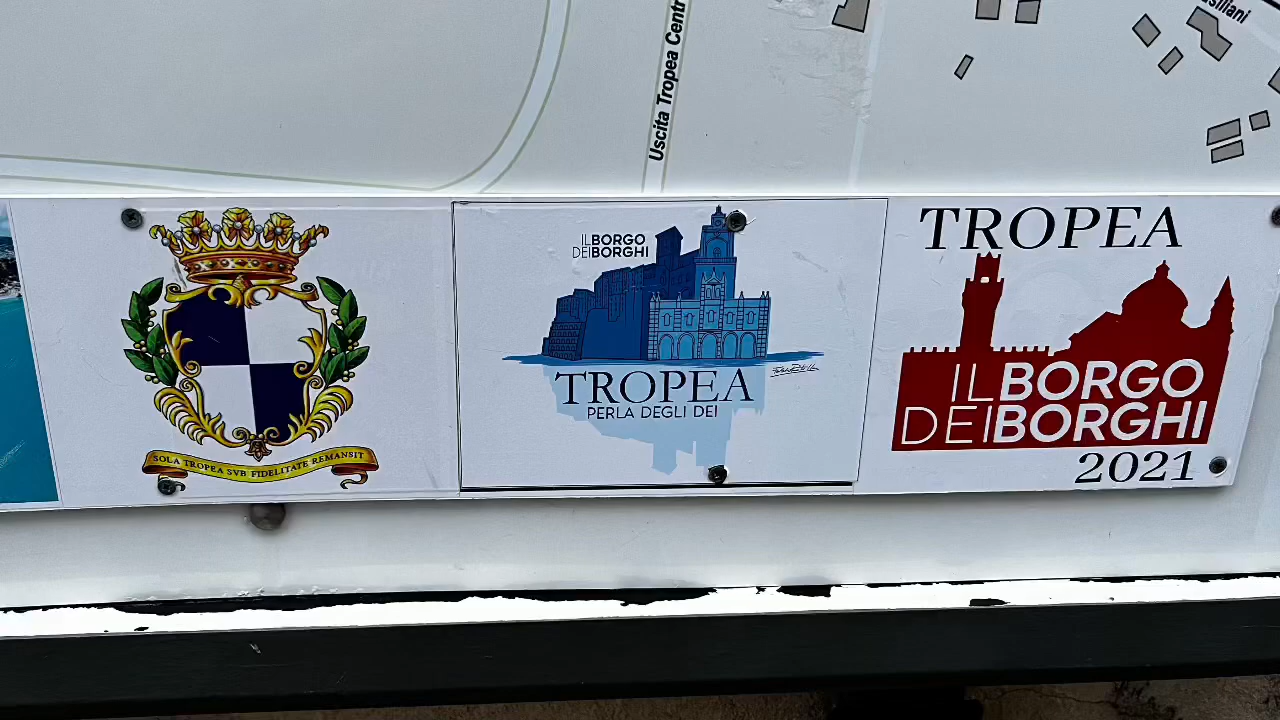 Uscita Tropea Centr
IL BORGO
DEI BORGHI
TROPEA
PERLA DEGLI DEI
SOLA TROPEA SVB FIDELITATE REMANSIT
TROPEA
IL BORGO
DEI BORGHI
2021